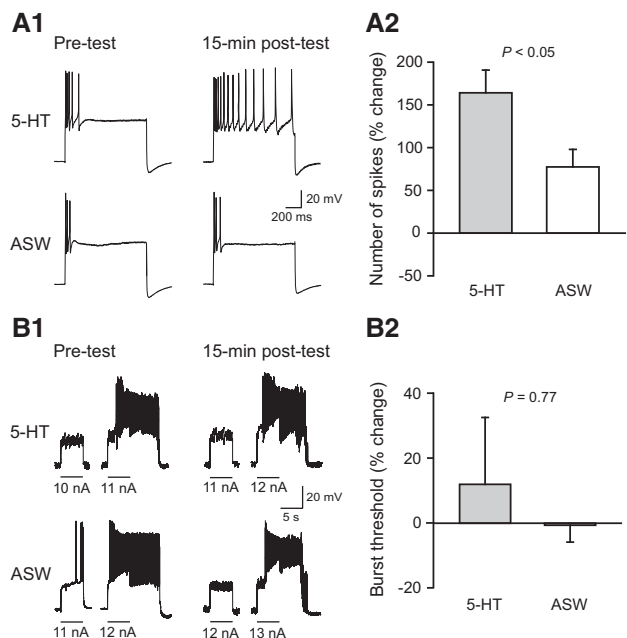 A1
Pre-test
15-min post-test
5-HT
20 mV
200 ms
ASW
A2
P < 0.05
Number of spikes (% change)
200
150
100
50
0
-50
5-HT
ASW
B1
Pre-test
15-min post-test
5-HT
10 nA
11 nA
11 nA
12 nA
20 mV
5 s
ASW
11 nA
12 nA
12 nA
13 nA
B2
P = 0.77
Burst threshold (% change)
40
20
0
-20
5-HT
ASW